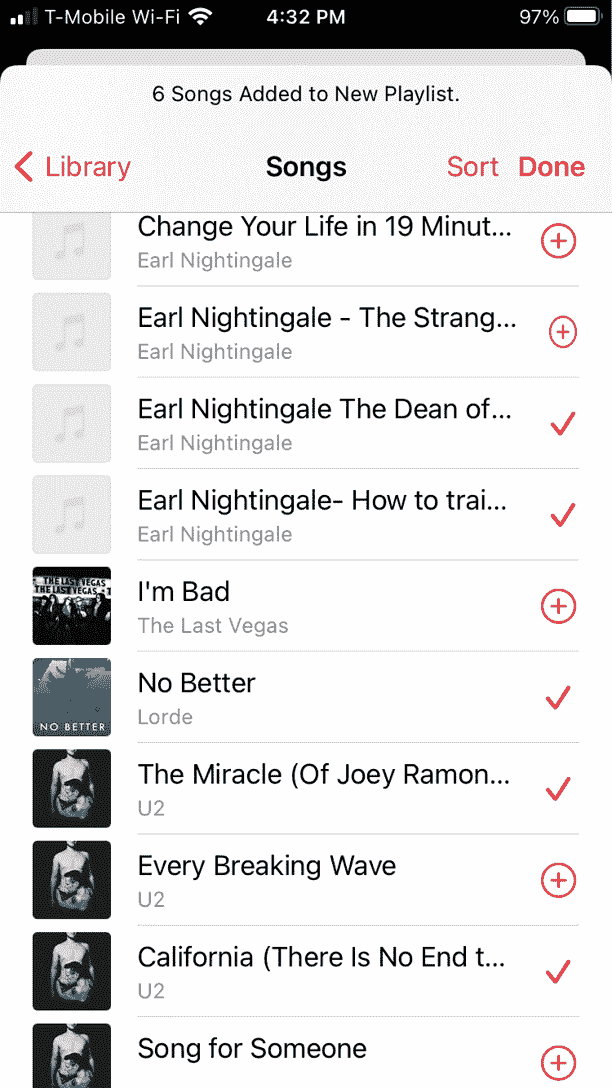 T-Mobile Wi-Fi 4:32 PM 97%
6 Songs Added to New Playlist.
Library Songs Sort Done
Change Your Life in 19 Minut...
Earl Nightingale
Earl Nightingale - The Strang...
Earl Nightingale
Earl Nightingale The Dean of...
Earl Nightingale
Earl Nightingale- How to trai...
Earl Nightingale
THE LAST VEGAS
THE LAST VEGAS
I'm Bad
The Last Vegas
NO BETTER
No Better
Lorde
The Miracle (Of Joey Ramon...
U2
Every Breaking Wave
U2
California (There Is No End t...
U2
Song for Someone